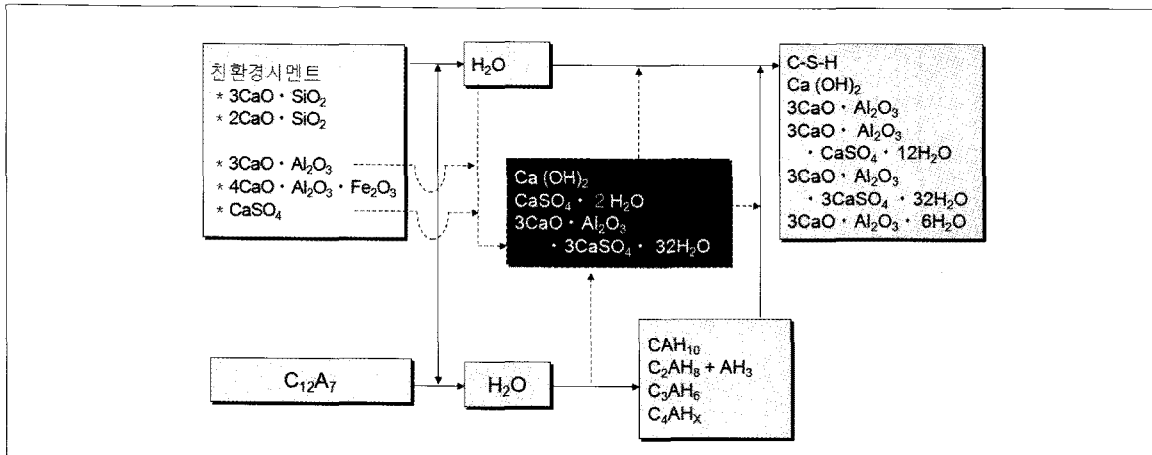 친환경시멘트
* 3CaO · SiO₂
* 2CaO · SiO₂
* 3CaO · Al₂O₃
* 4CaO · Al₂O₃ · Fe₂O₃
* CaSO₄
H₂O
Ca (OH)₂
CaSO₄ · 2 H₂O
3CaO · Al₂O₃
· 3CaSO₄ · 32H₂O
C-S-H
Ca (OH)₂
3CaO · Al₂O₃
3CaO · Al₂O₃
· CaSO₄ · 12H₂O
3CaO · Al₂O₃
· 3CaSO₄ · 32H₂O
3CaO · Al₂O₃ · 6H₂O
C₁₂A₇
H₂O
CAH₁₀
C₂AH₈ + AH₃
C₃AH₆
C₄AHₓ